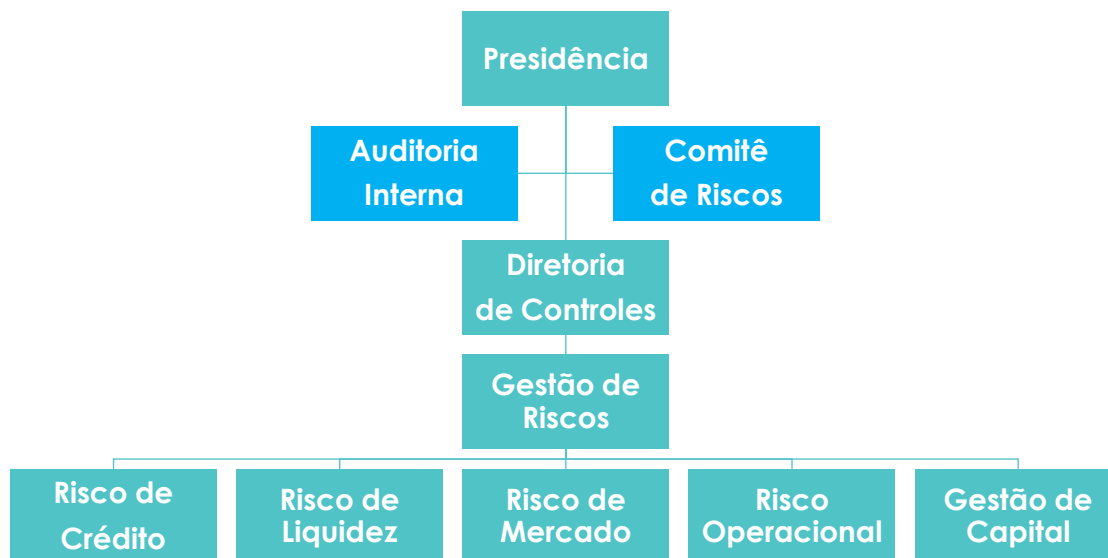 Presidência
Auditoria
Interna
Comitê
de Riscos
Diretoria
de Controles
Gestão de
Riscos
Risco de
Crédito
Risco de
Liquidez
Risco de
Mercado
Risco
Operacional
Gestão de
Capital